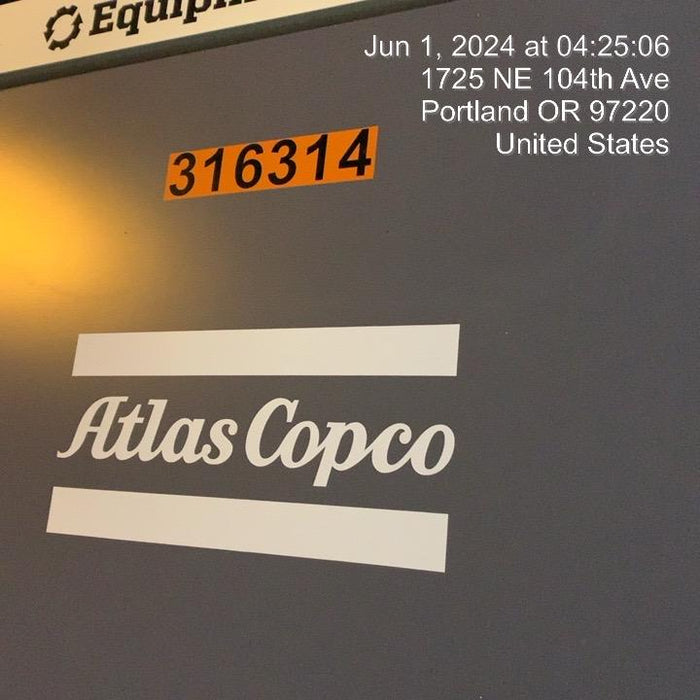 Jun 1, 2024 at 04:25:06
1725 NE 104th Ave
Portland OR 97220
United States
316314
Atlas Copco